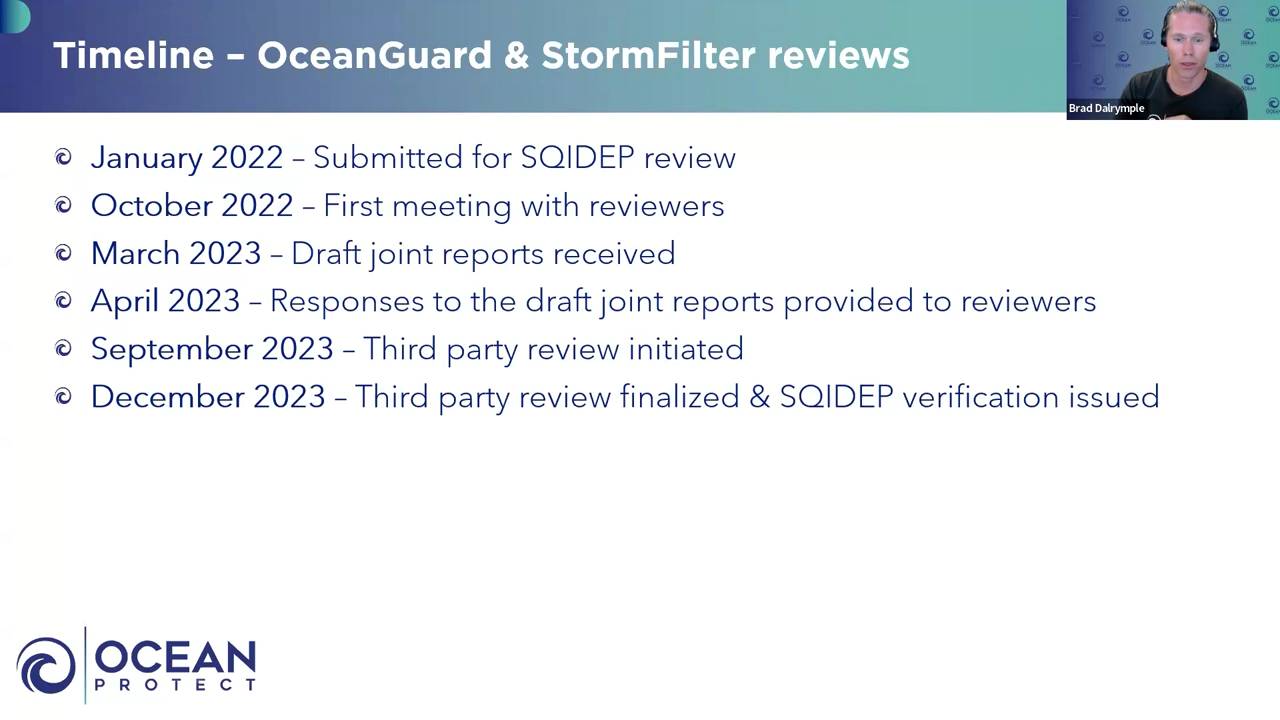 Timeline – OceanGuard & StormFilter reviews
Brad Dalrymple
January 2022 – Submitted for SQIDEP review
October 2022 – First meeting with reviewers
March 2023 – Draft joint reports received
April 2023 – Responses to the draft joint reports provided to reviewers
September 2023 – Third party review initiated
December 2023 – Third party review finalized & SQIDEP verification issued
OCEAN
PROTECT